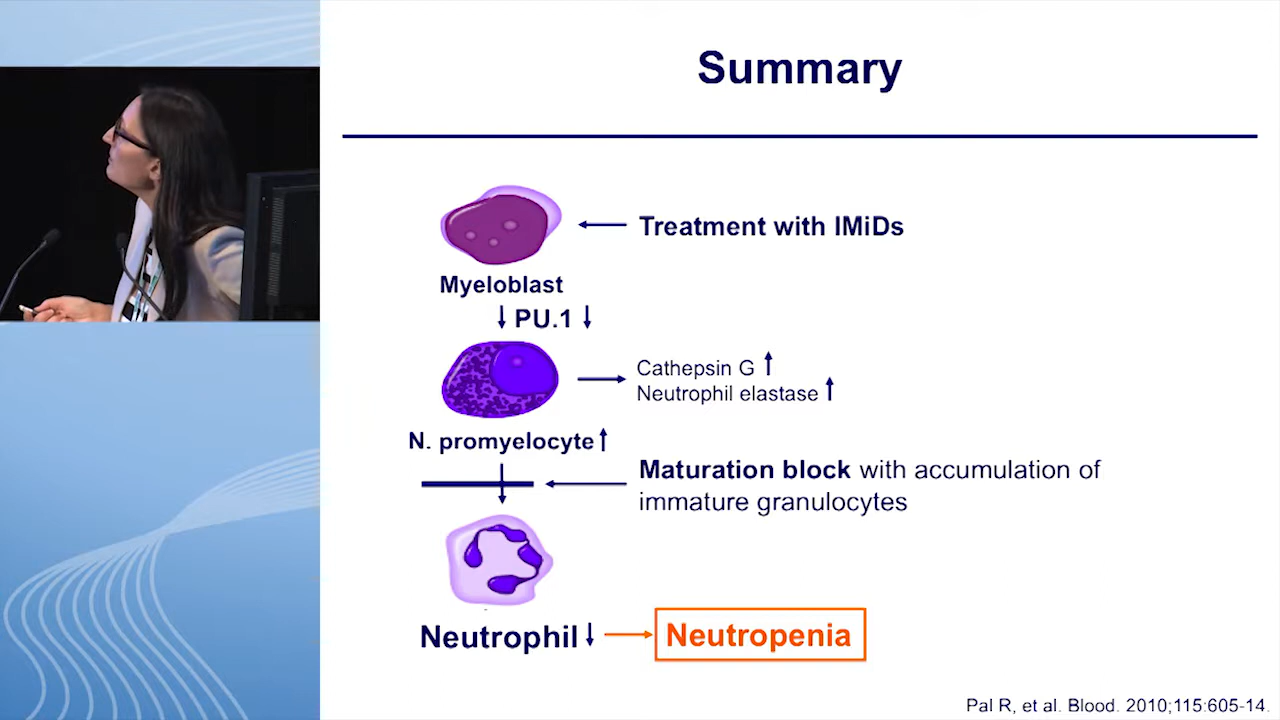 Summary
Treatment with IMiDs
Myeloblast
↓ PU.1 ↓
Cathepsin G ↑
Neutrophil elastase ↑
N. promyelocyte ↑
Maturation block with accumulation of
immature granulocytes
Neutrophil ↓
Neutropenia
Pal R, et al. Blood. 2010;115:605-14.